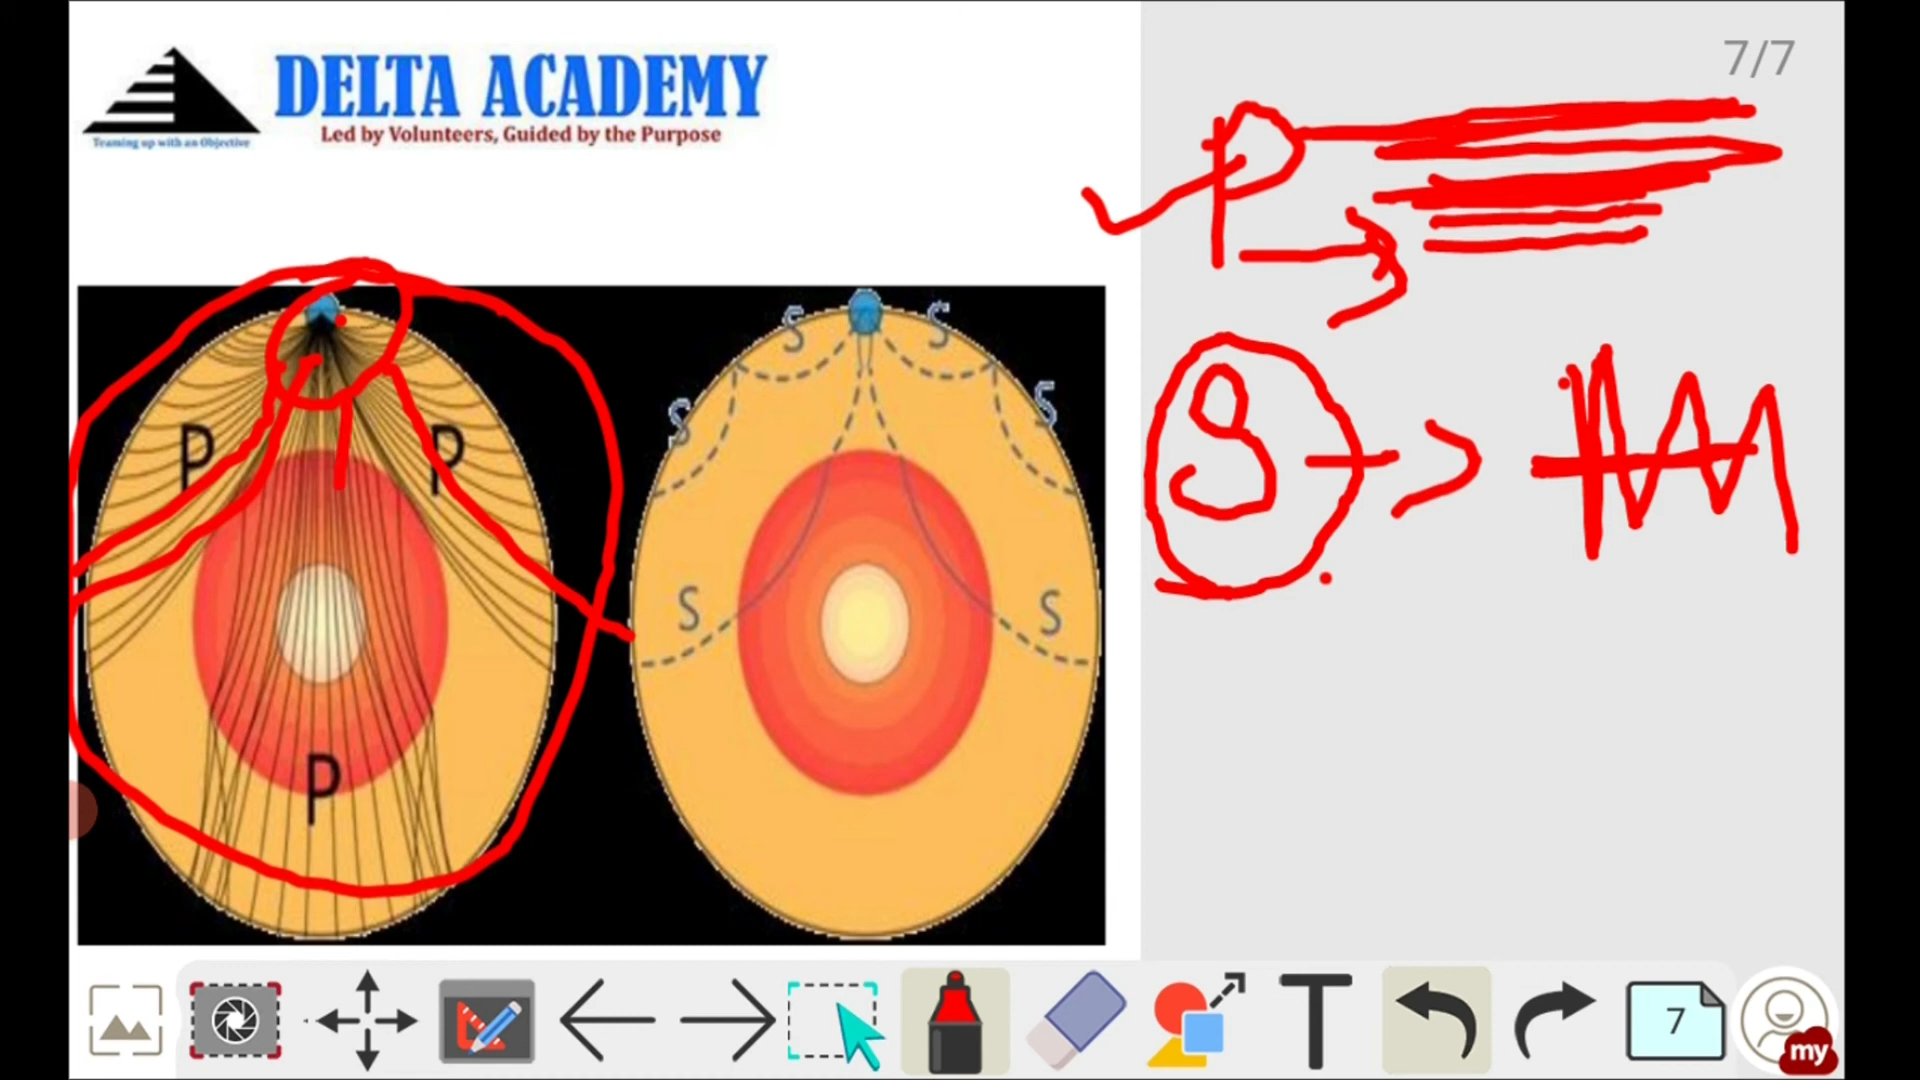 7/7
DELTA ACADEMY
Led by Volunteers, Guided by the Purpose
Teaming up with an Objective
P
S
S S
S S
P P
S S
P
T
7
my